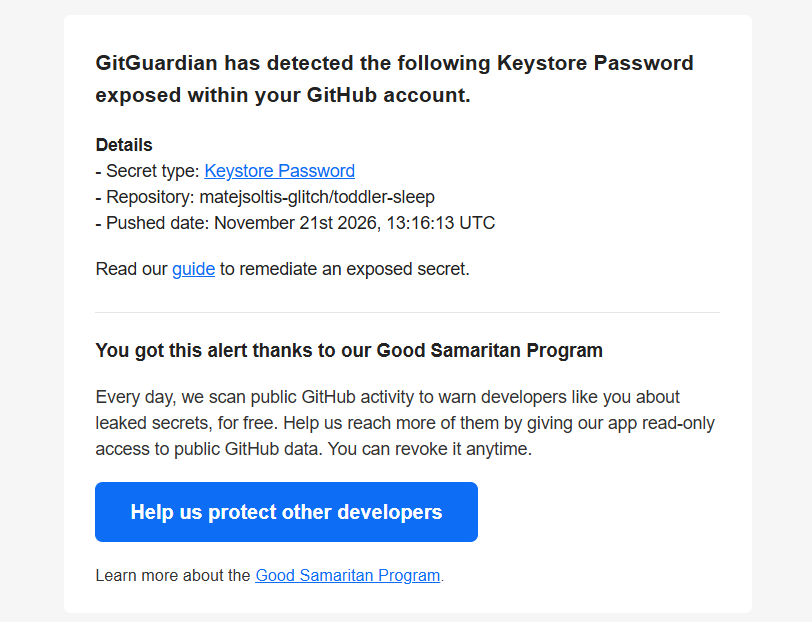 GitGuardian has detected the following Keystore Password
exposed within your GitHub account.
Details
- Secret type: Keystore Password
- Repository: matejsoltis-glitch/toddler-sleep
- Pushed date: November 21st 2026, 13:16:13 UTC
Read our guide to remediate an exposed secret.
You got this alert thanks to our Good Samaritan Program
Every day, we scan public GitHub activity to warn developers like you about
leaked secrets, for free. Help us reach more of them by giving our app read-only
access to public GitHub data. You can revoke it anytime.
Help us protect other developers
Learn more about the Good Samaritan Program.